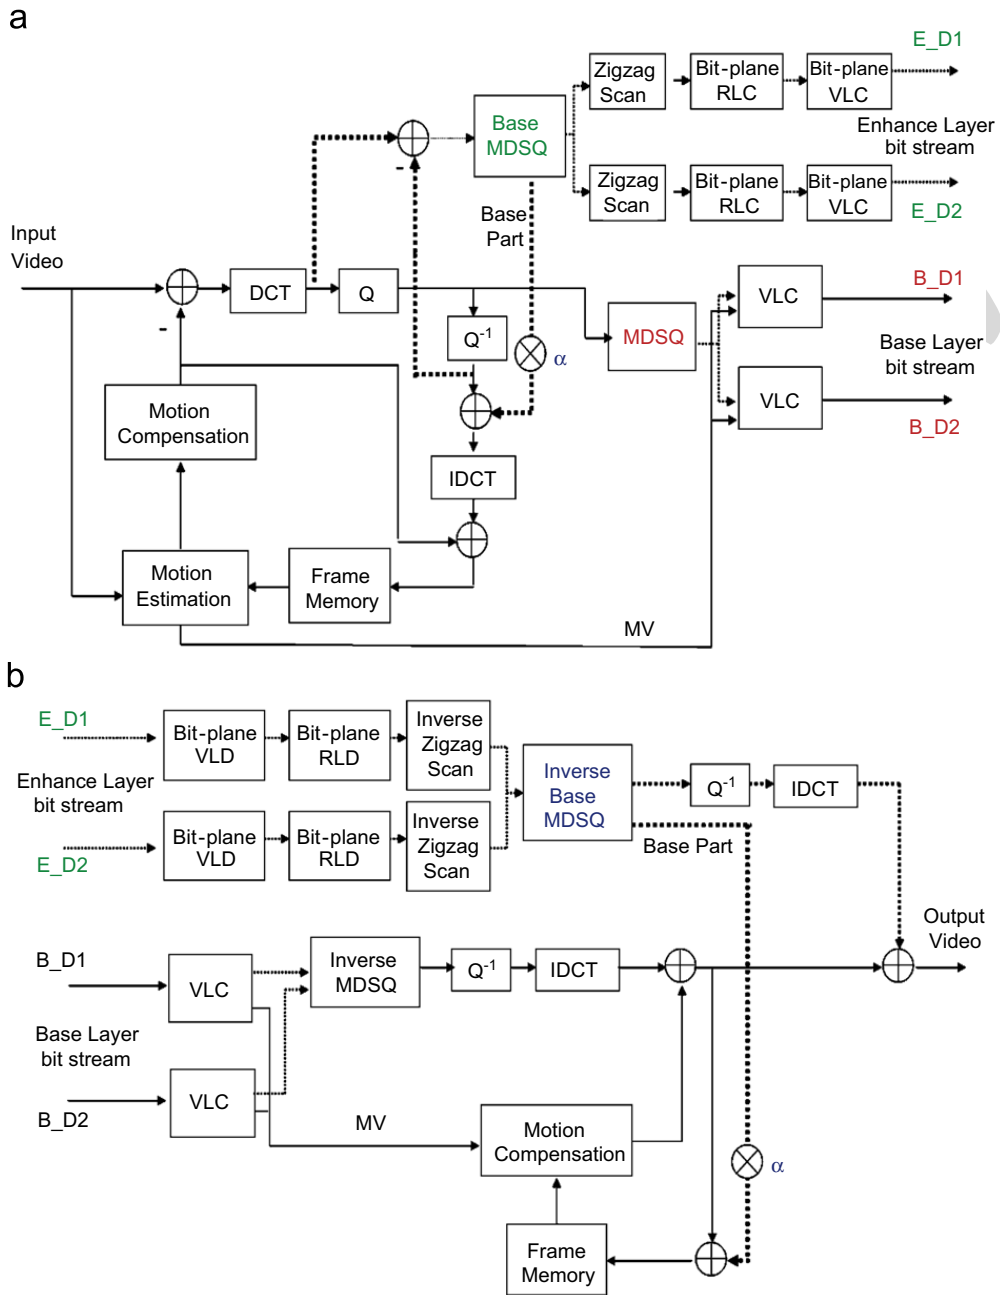 a
E_D1
Zigzag
Scan
Bit-plane
RLC
Bit-plane
VLC
Base
MDSQ
Enhance Layer
bit stream
Zigzag
Scan
Bit-plane
RLC
Bit-plane
VLC
E_D2
-
Base
Part
Input
Video
DCT
Q
B_D1
VLC
-
Q⁻¹
α
MDSQ
Base Layer
bit stream
VLC
B_D2
Motion
Compensation
IDCT
Motion
Estimation
Frame
Memory
MV
b
E_D1
Bit-plane
VLD
Bit-plane
RLD
Inverse
Zigzag
Scan
Enhance Layer
bit stream
Inverse
Base
MDSQ
Q⁻¹
IDCT
E_D2
Bit-plane
VLD
Bit-plane
RLD
Inverse
Zigzag
Scan
Base Part
Output
Video
B_D1
VLC
Inverse
MDSQ
Q⁻¹
IDCT
Base Layer
bit stream
VLC
B_D2
MV
Motion
Compensation
α
Frame
Memory